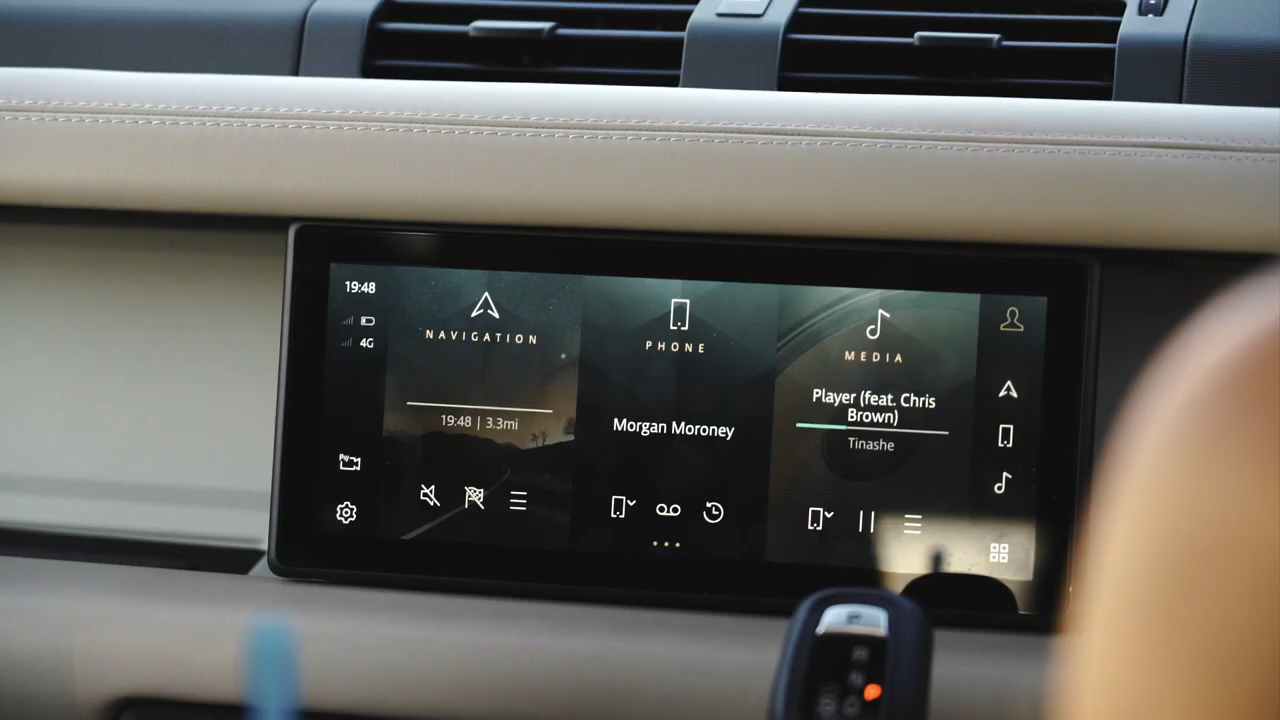 19:48
4G
NAVIGATION
19:48 | 3.3mi
PHONE
Morgan Moroney
MEDIA
Player (feat. Chris
Brown)
Tinashe